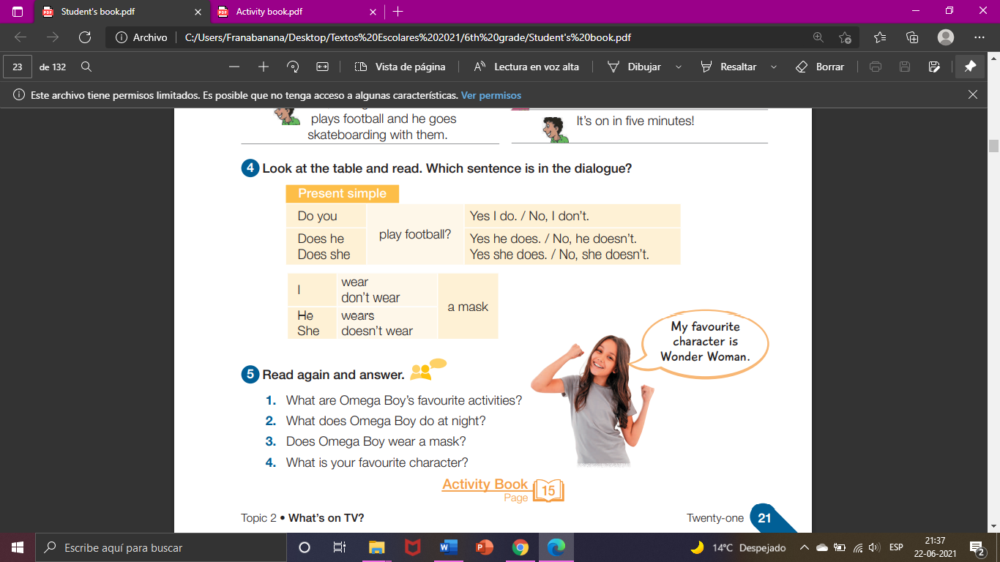 Student's book.pdf
Activity book.pdf
Archivo
C:/Users/Franabanana/Desktop/Textos%20Escolares%202021/6th%20grade/Student's%20book.pdf
23 de 132
Vista de página
Lectura en voz alta
Dibujar
Resaltar
Borrar
Este archivo tiene permisos limitados. Es posible que no tenga acceso a algunas características. Ver permisos
plays football and he goes
skateboarding with them.
It's on in five minutes!
4 Look at the table and read. Which sentence is in the dialogue?
Present simple
Do you
Does he
Does she
play football?
Yes I do. / No, I don't.
Yes he does. / No, he doesn't.
Yes she does. / No, she doesn't.
I
wear
don't wear
He
She
wears
doesn't wear
a mask
My favourite
character is
Wonder Woman.
5 Read again and answer.
1. What are Omega Boy's favourite activities?
2. What does Omega Boy do at night?
3. Does Omega Boy wear a mask?
4. What is your favourite character?
Activity Book
Page
15
Topic 2 • What's on TV?
Twenty-one 21
Escribe aquí para buscar
14°C Despejado
ESP
21:37
22-06-2021
2